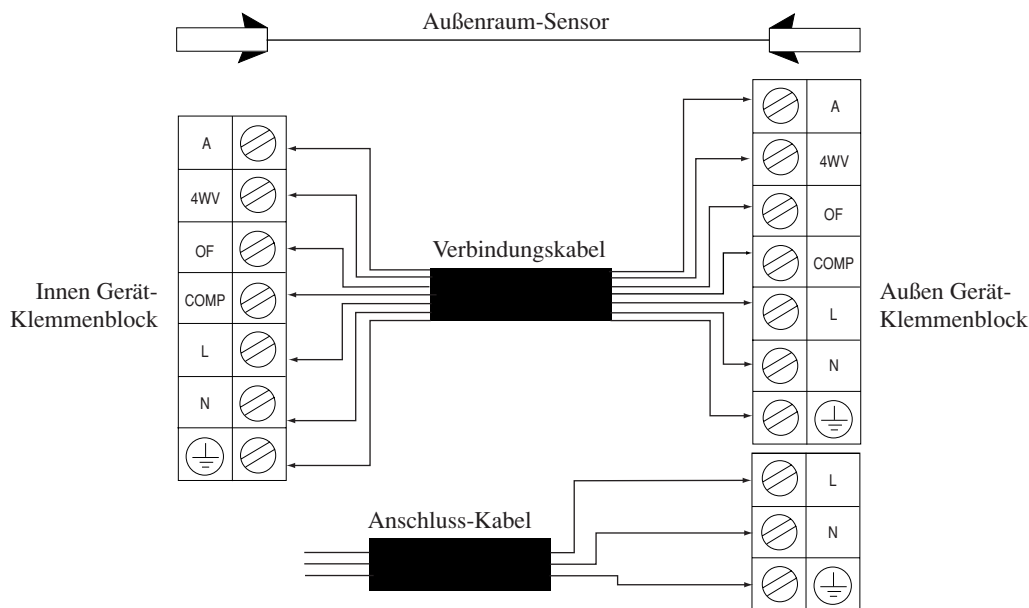 Außenraum-Sensor
A
4WV
OF
COMP
L
N
Innen Gerät-
Klemmenblock
Verbindungskabel
A
4WV
OF
COMP
L
N
Außen Gerät-
Klemmenblock
Anschluss-Kabel
L
N